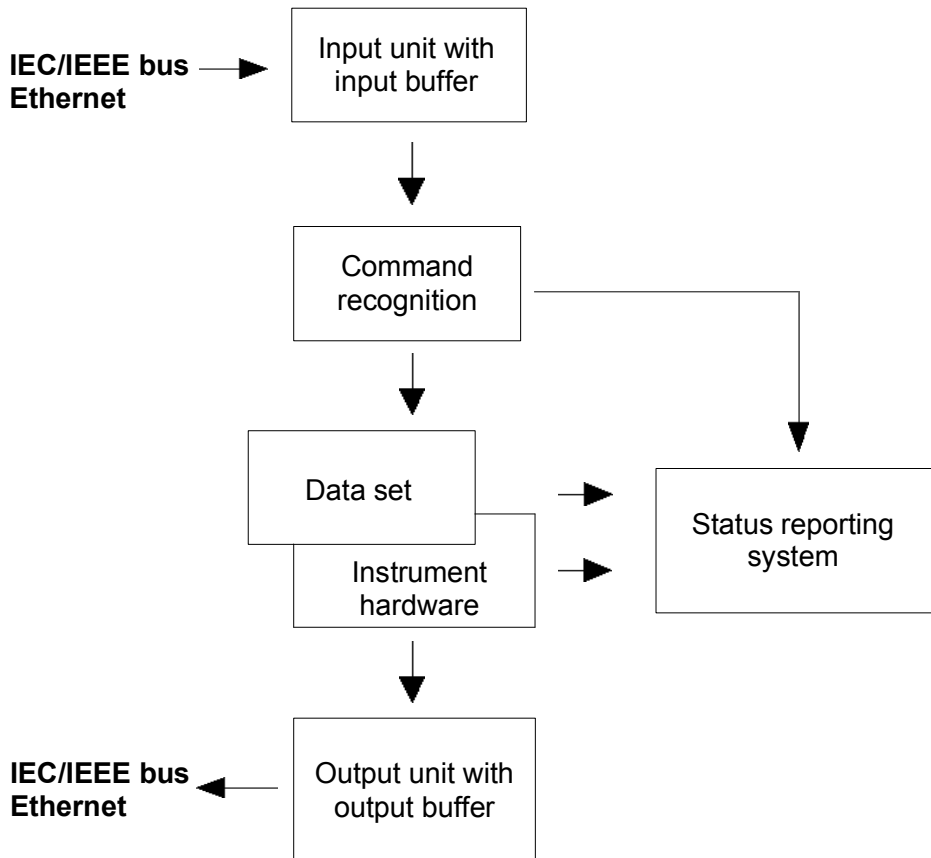 Input unit with
input buffer
IEC/IEEE bus
Ethernet
Command
recognition
Data set
Status reporting
system
Instrument
hardware
Output unit with
output buffer
IEC/IEEE bus
Ethernet